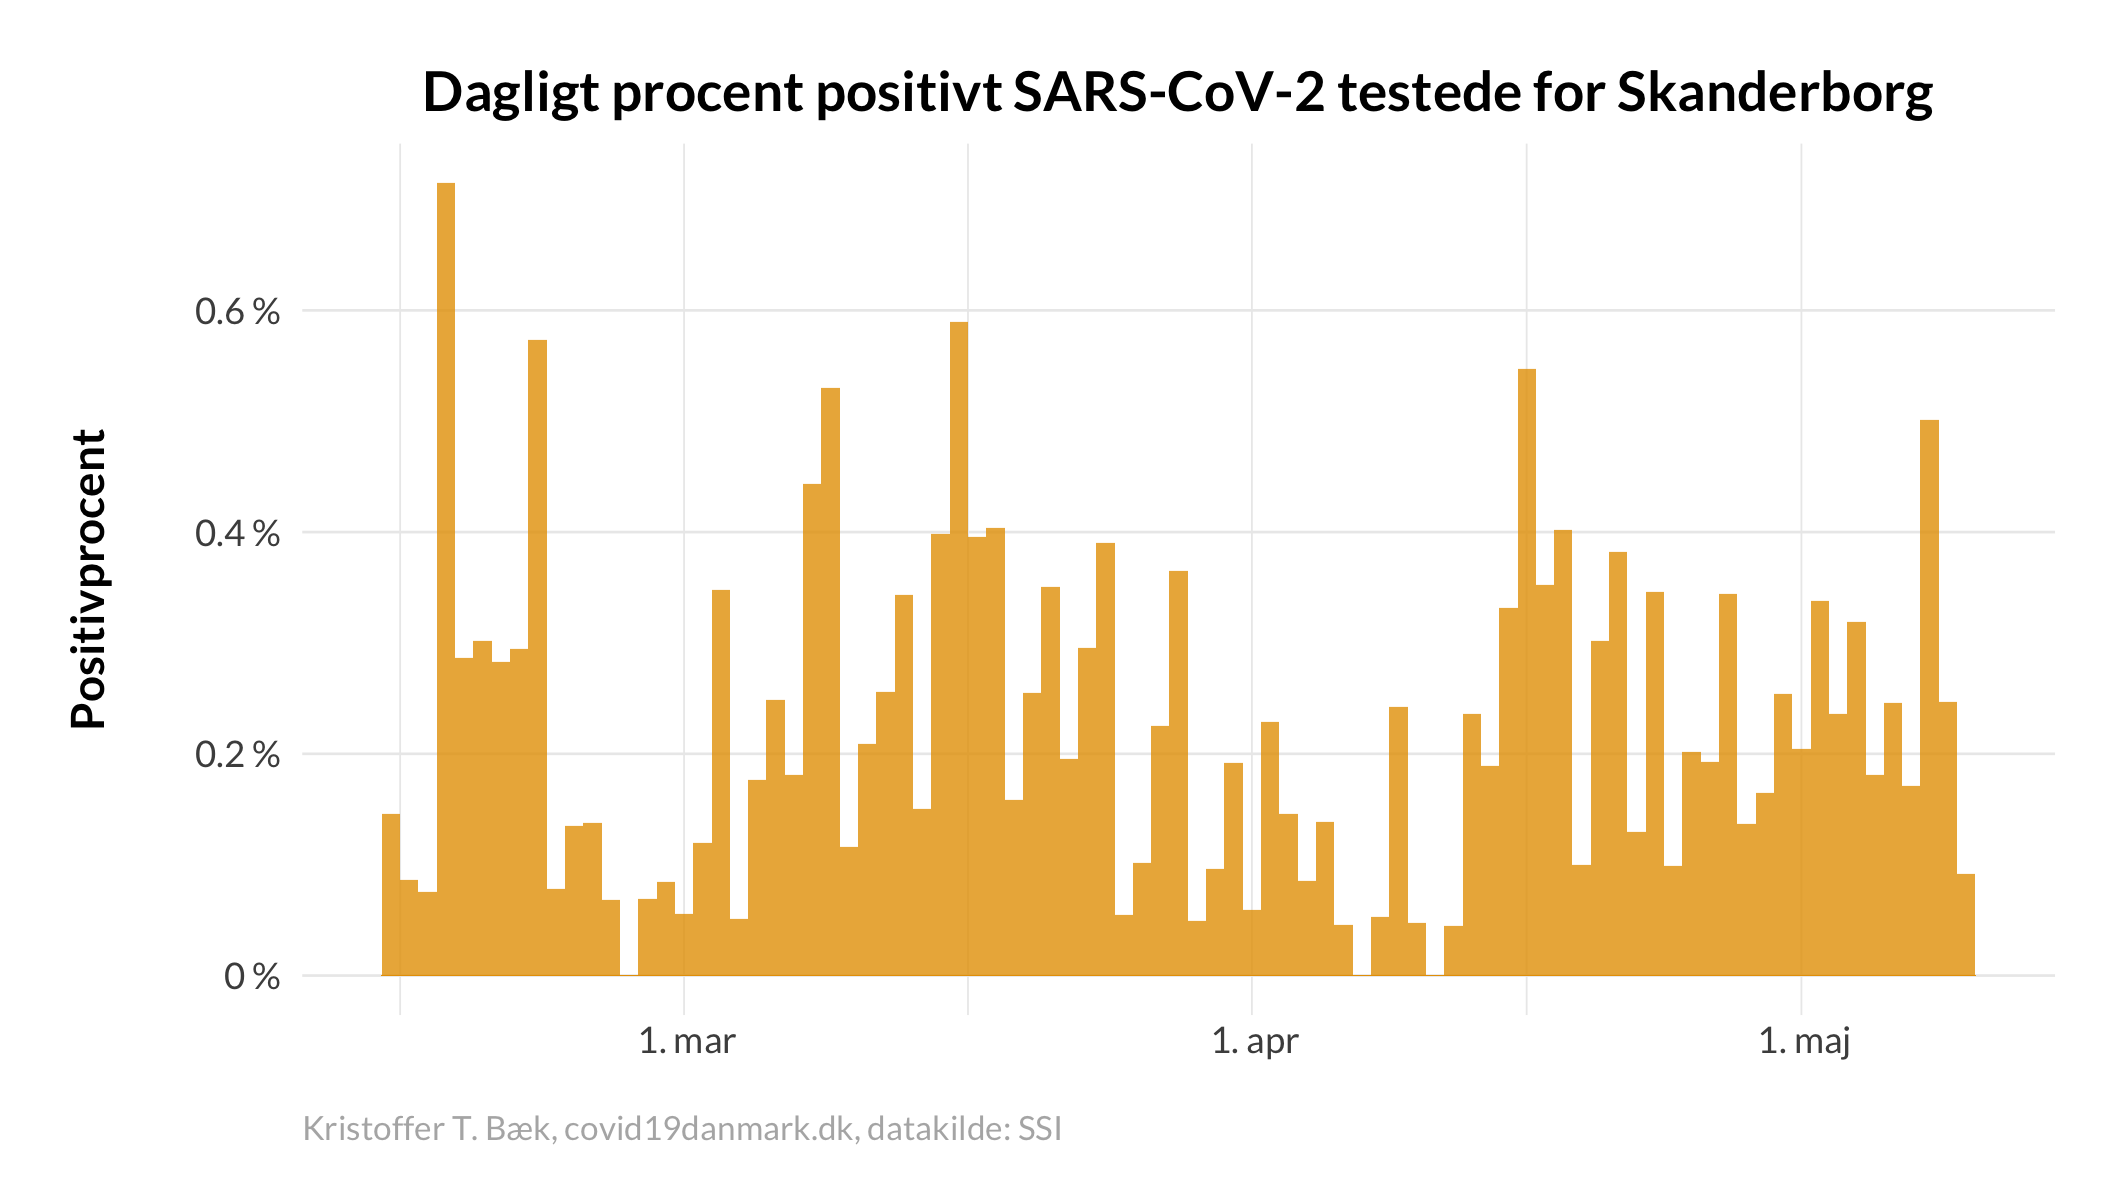 Dagligt procent positivt SARS-CoV-2 testede for Skanderborg
Positivprocent
0.6 %
0.4 %
0.2 %
0 %
1. mar
1. apr
1. maj
Kristoffer T. Bæk, covid19danmark.dk, datakilde: SSI